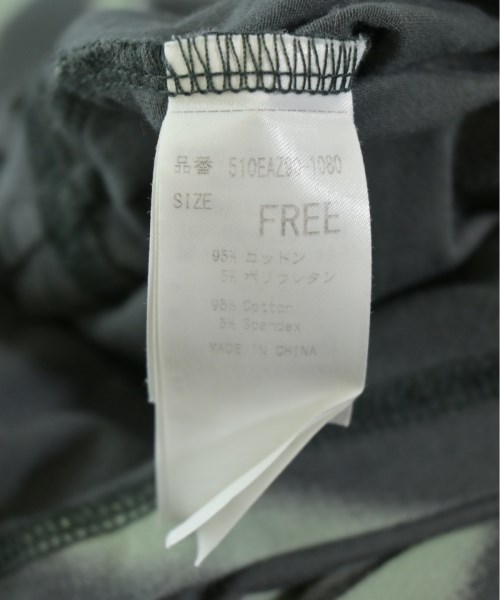 品番 510EAZ90-1080
SIZE
FREE
95% コットン
5% ポリウレタン
95% Cotton
5% Spandex
MADE IN CHINA